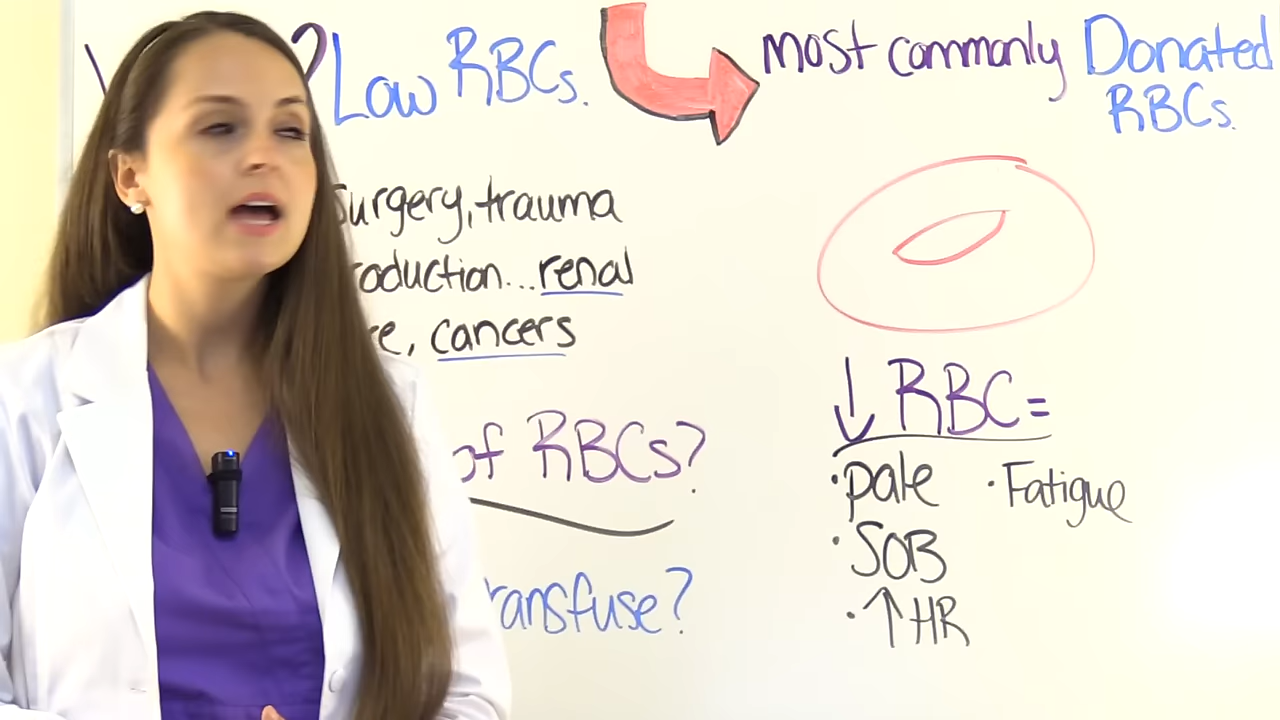 ? Low RBCs.
most commonly Donated
RBCs.
surgery, trauma
roduction... renal
e, cancers
of RBCs?
ransfuse?
↓ RBC =
· pale · Fatigue
· SOB
· ↑ HR